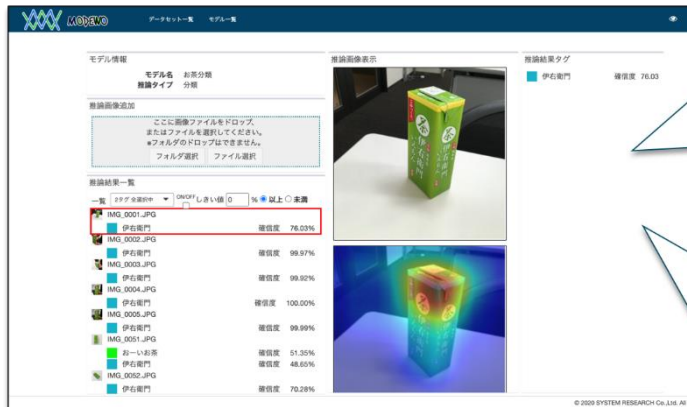 MODEWO
データセット一覧
モデル一覧
モデル情報
モデル名 お茶分類
推論タイプ 分類
推論画像追加
ここに画像ファイルをドロップ、
またはファイルを選択してください。
※フォルダのドロップはできません。
フォルダ選択 ファイル選択
推論結果一覧
一覧 2タグ 全選択中 ON/OFF しきい値 0 % 以上 未満
IMG_0001.JPG
伊右衛門 確信度 76.03%
IMG_0002.JPG
伊右衛門 確信度 99.97%
IMG_0003.JPG
伊右衛門 確信度 99.92%
IMG_0004.JPG
伊右衛門 確信度 100.00%
IMG_0005.JPG
伊右衛門 確信度 99.99%
IMG_0051.JPG
おーいお茶 確信度 51.35%
伊右衛門 確信度 48.65%
IMG_0052.JPG
伊右衛門 確信度 70.28%
推論画像表示
茶
伊右衛門
茶
伊右衛門
推論結果タグ
伊右衛門 確信度 76.03
© 2020 SYSTEM RESEARCH Co.,Ltd. All